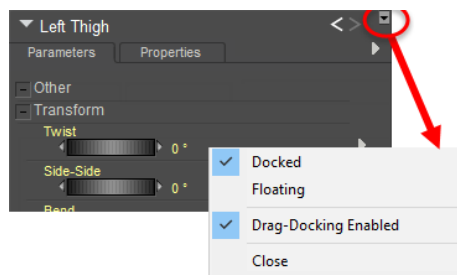 Left Thigh
Parameters Properties
Other
Transform
Twist
0 °
Side-Side
0 °
Bend
Docked
Floating
Drag-Docking Enabled
Close